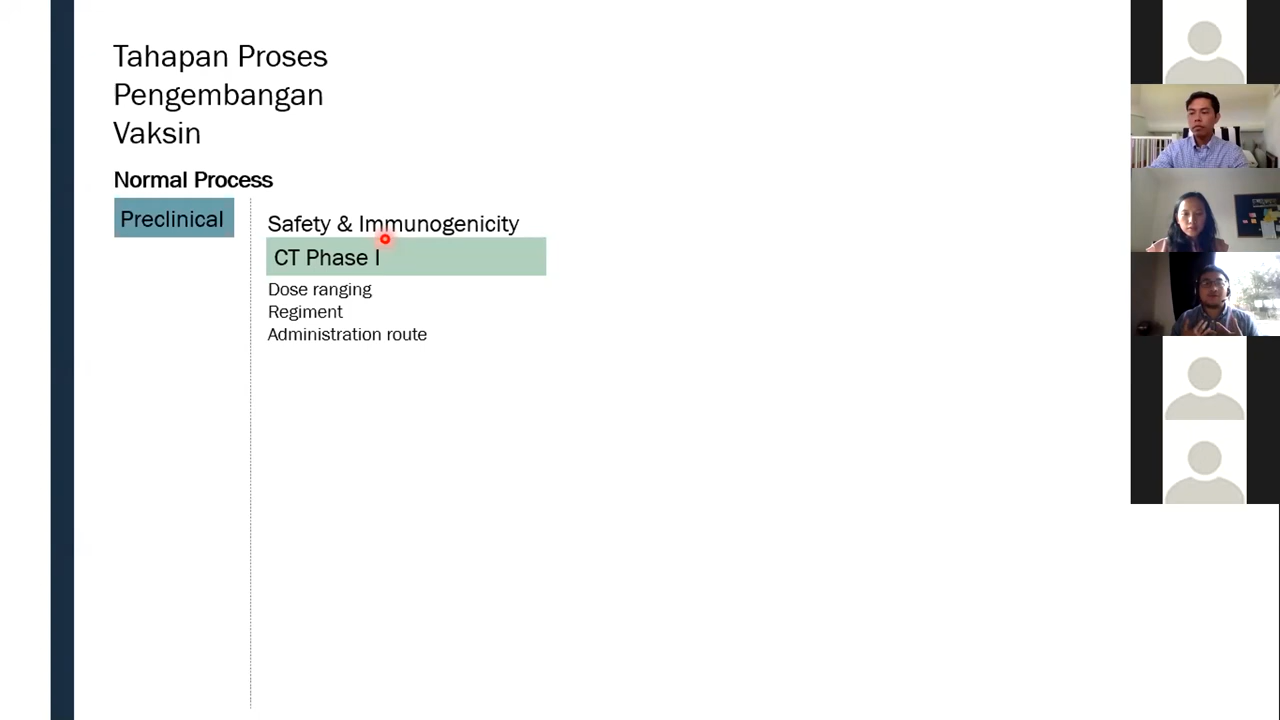 Tahapan Proses
Pengembangan
Vaksin
Normal Process
Preclinical
Safety & Immunogenicity
CT Phase I
Dose ranging
Regiment
Administration route